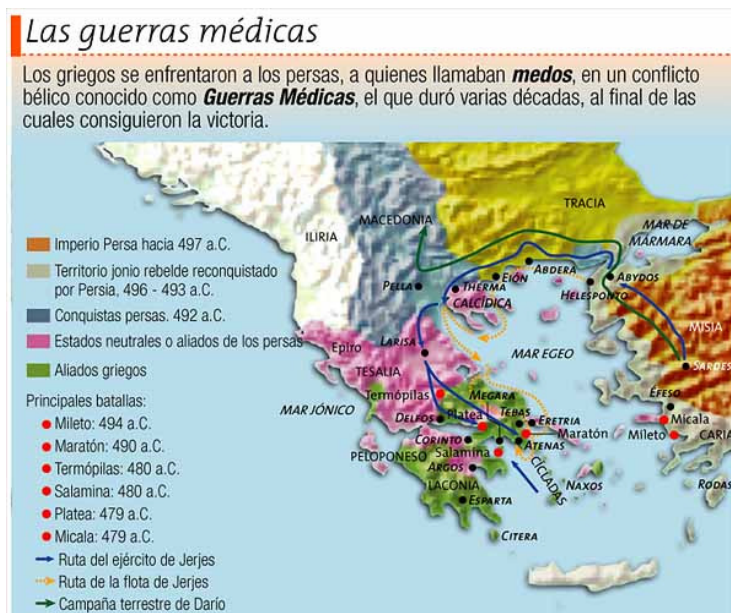 Las guerras médicas
Los griegos se enfrentaron a los persas, a quienes llamaban medos, en un conflicto
bélico conocido como Guerras Médicas, el que duró varias décadas, al final de las
cuales consiguieron la victoria.
Imperio Persa hacia 497 a.C.
Territorio jonio rebelde reconquistado
por Persia, 496 - 493 a.C.
Conquistas persas. 492 a.C.
Estados neutrales o aliados de los persas
Aliados griegos
Principales batallas:
Mileto: 494 a.C.
Maratón: 490 a.C.
Termópilas: 480 a.C.
Salamina: 480 a.C.
Platea: 479 a.C.
Micala: 479 a.C.
Ruta del ejército de Jerjes
Ruta de la flota de Jerjes
Campaña terrestre de Darío
ILIRIA
MACEDONIA
TRACIA
MAR DE
MÁRMARA
PELLA
THERMA
CALCÍDICA
EIÓN
ABDERA
HELESPONTO
ABYDOS
MISIA
SARDES
Epiro
LARISA
TESALIA
MAR EGEO
MAR JÓNICO
Termópilas
DELFOS
MEGARA
Platea
TEBAS
ERETRIA
Maratón
ATENAS
CORINTO
Salamina
PELOPONESO
ARGOS
LACONIA
ESPARTA
CITERA
CÍCLADAS
NAXOS
ÉFESO
Micala
Mileto
CARIA
RODAS